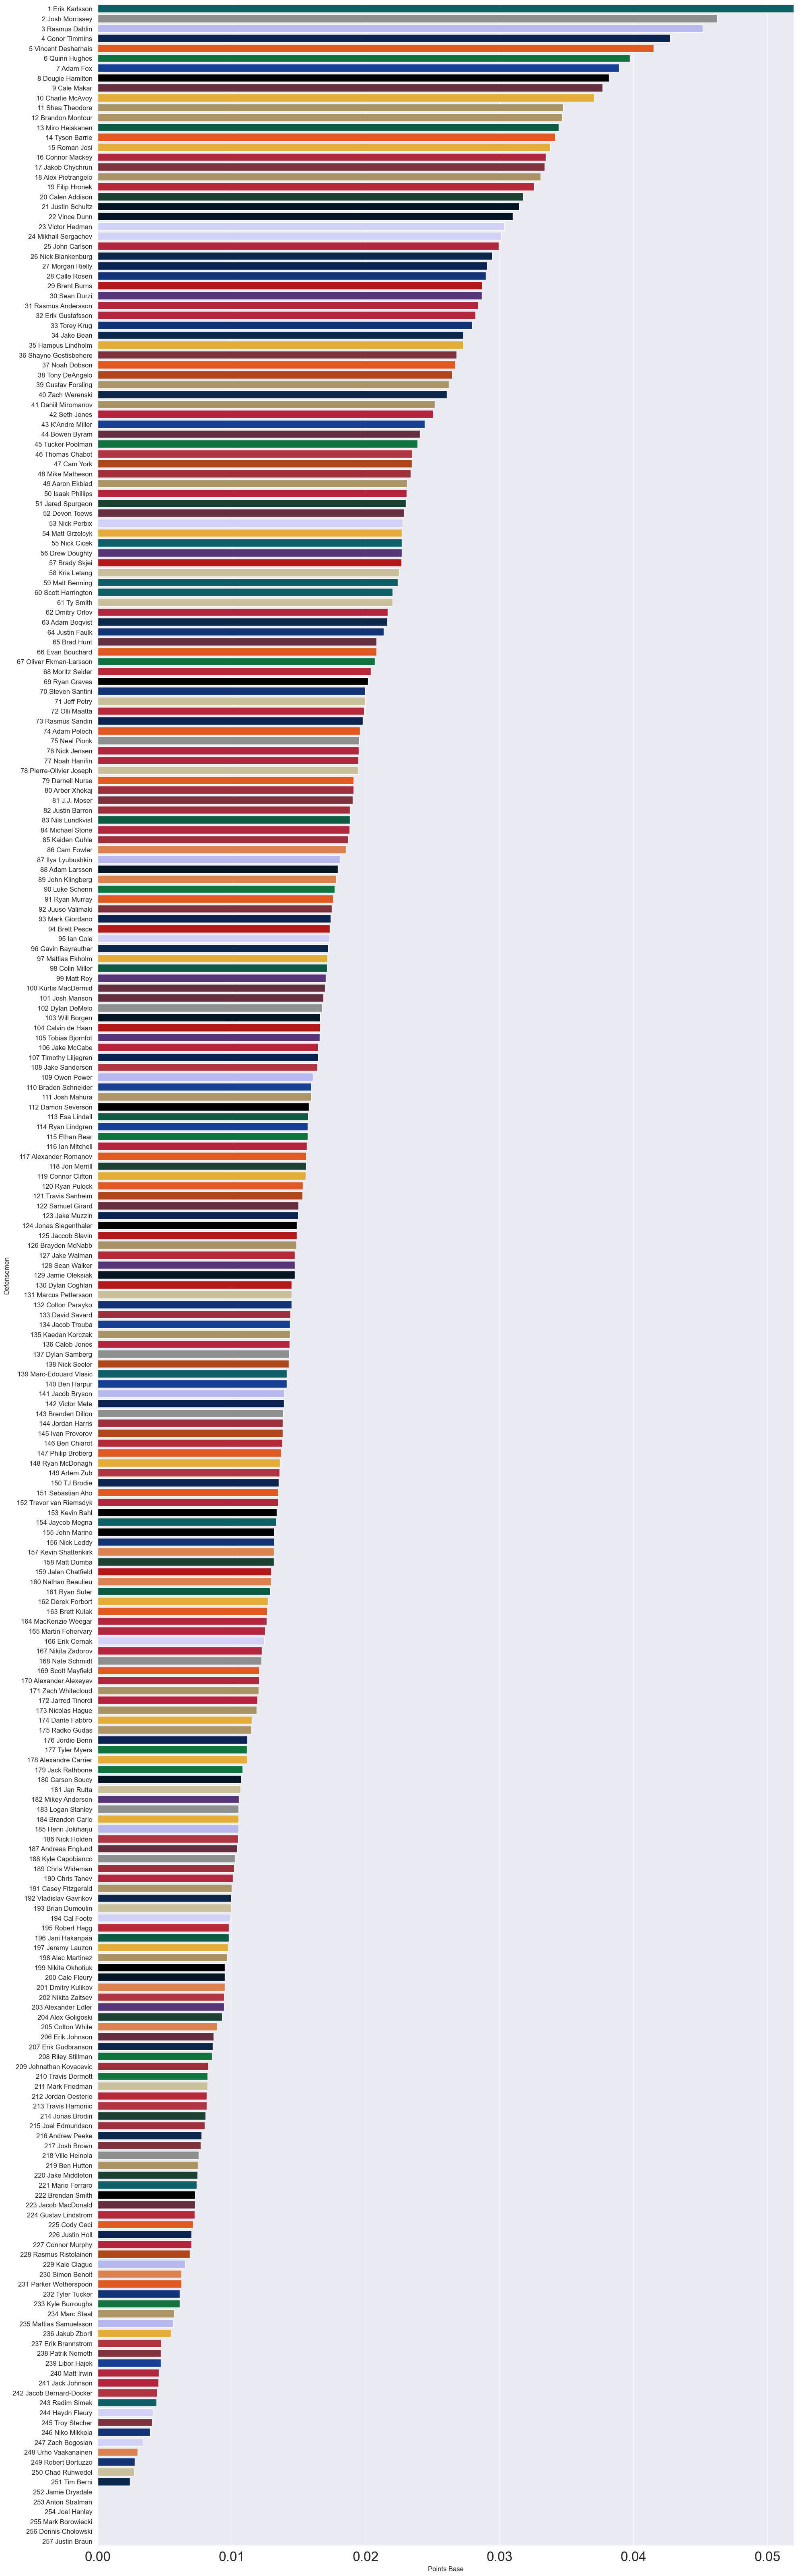 1 Erik Karlsson
2 Josh Morrissey
3 Rasmus Dahlin
4 Conor Timmins
5 Vincent Desharnais
6 Quinn Hughes
7 Adam Fox
8 Dougie Hamilton
9 Cale Makar
10 Charlie McAvoy
11 Shea Theodore
12 Brandon Montour
13 Miro Heiskanen
14 Tyson Barrie
15 Roman Josi
16 Connor Mackey
17 Jakob Chychrun
18 Alex Pietrangelo
19 Filip Hronek
20 Calen Addison
21 Justin Schultz
22 Vince Dunn
23 Victor Hedman
24 Mikhail Sergachev
25 John Carlson
26 Nick Blankenburg
27 Morgan Rielly
28 Calle Rosen
29 Brent Burns
30 Sean Durzi
31 Rasmus Andersson
32 Erik Gustafsson
33 Torey Krug
34 Jake Bean
35 Hampus Lindholm
36 Shayne Gostisbehere
37 Noah Dobson
38 Tony DeAngelo
39 Gustav Forsling
40 Zach Werenski
41 Daniil Miromanov
42 Seth Jones
43 K'Andre Miller
44 Bowen Byram
45 Tucker Poolman
46 Thomas Chabot
47 Cam York
48 Mike Matheson
49 Aaron Ekblad
50 Isaak Phillips
51 Jared Spurgeon
52 Devon Toews
53 Nick Perbix
54 Matt Grzelcyk
55 Nick Cicek
56 Drew Doughty
57 Brady Skjei
58 Kris Letang
59 Matt Benning
60 Scott Harrington
61 Ty Smith
62 Dmitry Orlov
63 Adam Boqvist
64 Justin Faulk
65 Brad Hunt
66 Evan Bouchard
67 Oliver Ekman-Larsson
68 Moritz Seider
69 Ryan Graves
70 Steven Santini
71 Jeff Petry
72 Olli Maatta
73 Rasmus Sandin
74 Adam Pelech
75 Neal Pionk
76 Nick Jensen
77 Noah Hanifin
78 Pierre-Olivier Joseph
79 Darnell Nurse
80 Arber Xhekaj
81 J.J. Moser
82 Justin Barron
83 Nils Lundkvist
84 Michael Stone
85 Kaiden Guhle
86 Cam Fowler
87 Ilya Lyubushkin
88 Adam Larsson
89 John Klingberg
90 Luke Schenn
91 Ryan Murray
92 Juuso Valimaki
93 Mark Giordano
94 Brett Pesce
95 Ian Cole
96 Gavin Bayreuther
97 Mattias Ekholm
98 Colin Miller
99 Matt Roy
100 Kurtis MacDermid
101 Josh Manson
102 Dylan DeMelo
103 Will Borgen
104 Calvin de Haan
105 Tobias Bjornfot
106 Jake McCabe
107 Timothy Liljegren
108 Jake Sanderson
109 Owen Power
110 Braden Schneider
111 Josh Mahura
112 Damon Severson
113 Esa Lindell
114 Ryan Lindgren
115 Ethan Bear
116 Ian Mitchell
117 Alexander Romanov
118 Jon Merrill
119 Connor Clifton
120 Ryan Pulock
121 Travis Sanheim
122 Samuel Girard
123 Jake Muzzin
124 Jonas Siegenthaler
125 Jaccob Slavin
126 Brayden McNabb
127 Jake Walman
128 Sean Walker
129 Jamie Oleksiak
130 Dylan Coghlan
131 Marcus Pettersson
132 Colton Parayko
133 David Savard
134 Jacob Trouba
135 Kaedan Korczak
136 Caleb Jones
137 Dylan Samberg
138 Nick Seeler
139 Marc-Edouard Vlasic
140 Ben Harpur
141 Jacob Bryson
142 Victor Mete
143 Brenden Dillon
144 Jordan Harris
145 Ivan Provorov
146 Ben Chiarot
147 Philip Broberg
148 Ryan McDonagh
149 Artem Zub
150 TJ Brodie
151 Sebastian Aho
152 Trevor van Riemsdyk
153 Kevin Bahl
154 Jaycob Megna
155 John Marino
156 Nick Leddy
157 Kevin Shattenkirk
158 Matt Dumba
159 Jalen Chatfield
160 Nathan Beaulieu
161 Ryan Suter
162 Derek Forbort
163 Brett Kulak
164 MacKenzie Weegar
165 Martin Fehervary
166 Erik Cernak
167 Nikita Zadorov
168 Nate Schmidt
169 Scott Mayfield
170 Alexander Alexeyev
171 Zach Whitecloud
172 Jarred Tinordi
173 Nicolas Hague
174 Dante Fabbro
175 Radko Gudas
176 Jordie Benn
177 Tyler Myers
178 Alexandre Carrier
179 Jack Rathbone
180 Carson Soucy
181 Jan Rutta
182 Mikey Anderson
183 Logan Stanley
184 Brandon Carlo
185 Henri Jokiharju
186 Nick Holden
187 Andreas Englund
188 Kyle Capobianco
189 Chris Wideman
190 Chris Tanev
191 Casey Fitzgerald
192 Vladislav Gavrikov
193 Brian Dumoulin
194 Cal Foote
195 Robert Hagg
196 Jani Hakanpää
197 Jeremy Lauzon
198 Alec Martinez
199 Nikita Okhotiuk
200 Cale Fleury
201 Dmitry Kulikov
202 Nikita Zaitsev
203 Alexander Edler
204 Alex Goligoski
205 Colton White
206 Erik Johnson
207 Erik Gudbranson
208 Riley Stillman
209 Johnathan Kovacevic
210 Travis Dermott
211 Mark Friedman
212 Jordan Oesterle
213 Travis Hamonic
214 Jonas Brodin
215 Joel Edmundson
216 Andrew Peeke
217 Josh Brown
218 Ville Heinola
219 Ben Hutton
220 Jake Middleton
221 Mario Ferraro
222 Brendan Smith
223 Jacob MacDonald
224 Gustav Lindstrom
225 Cody Ceci
226 Justin Holl
227 Connor Murphy
228 Rasmus Ristolainen
229 Kale Clague
230 Simon Benoit
231 Parker Wotherspoon
232 Tyler Tucker
233 Kyle Burroughs
234 Marc Staal
235 Mattias Samuelsson
236 Jakub Zboril
237 Erik Brannstrom
238 Patrik Nemeth
239 Libor Hajek
240 Matt Irwin
241 Jack Johnson
242 Jacob Bernard-Docker
243 Radim Simek
244 Haydn Fleury
245 Troy Stecher
246 Niko Mikkola
247 Zach Bogosian
248 Urho Vaakanainen
249 Robert Bortuzzo
250 Chad Ruhwedel
251 Tim Berni
252 Jamie Drysdale
253 Anton Stralman
254 Joel Hanley
255 Mark Borowiecki
256 Dennis Cholowski
257 Justin Braun
Defensemen
0.00 0.01 0.02 0.03 0.04 0.05
Points Base